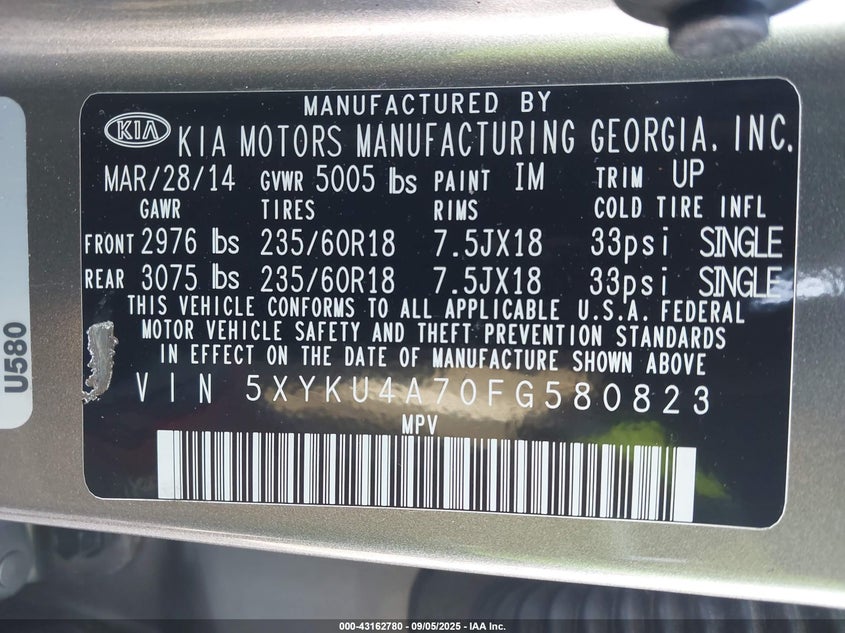 MANUFACTURED BY
KIA KIA MOTORS MANUFACTURING GEORGIA, INC.
MAR/28/14 GVWR 5005 lbs PAINT IM TRIM UP
GAWR TIRES RIMS COLD TIRE INFL
FRONT 2976 lbs 235/60R18 7.5JX18 33psi SINGLE
REAR 3075 lbs 235/60R18 7.5JX18 33psi SINGLE
THIS VEHICLE CONFORMS TO ALL APPLICABLE U.S.A. FEDERAL
MOTOR VEHICLE SAFETY AND THEFT PREVENTION STANDARDS
IN EFFECT ON THE DATE OF MANUFACTURE SHOWN ABOVE
VIN 5XYKU4A70FG580823
MPV
U580
000-43162780 - 09/05/2025 - IAA Inc.